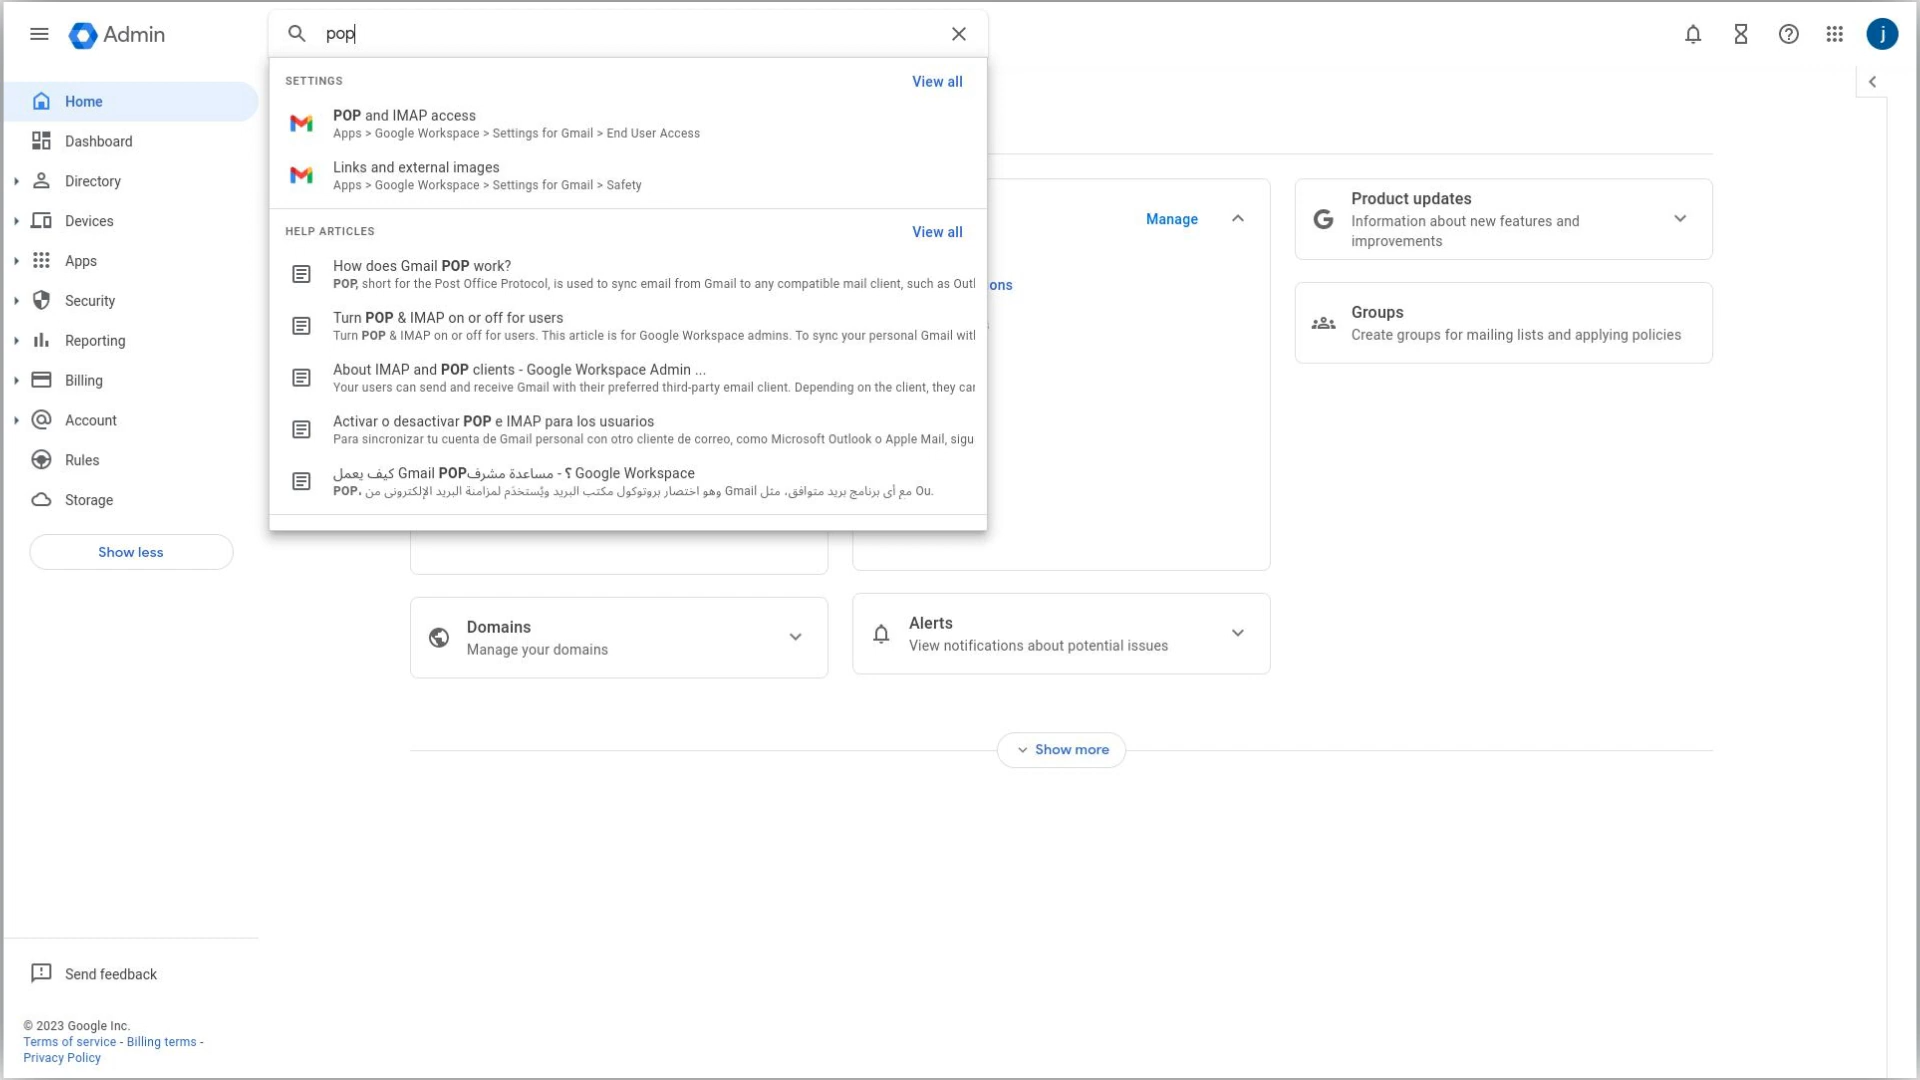 Admin
pop
j
Home
Dashboard
Directory
Devices
Apps
Security
Reporting
Billing
Account
Rules
Storage
Show less
SETTINGS
View all
POP and IMAP access
Apps > Google Workspace > Settings for Gmail > End User Access
Links and external images
Apps > Google Workspace > Settings for Gmail > Safety
HELP ARTICLES
View all
How does Gmail POP work?
POP, short for the Post Office Protocol, is used to sync email from Gmail to any compatible mail client, such as Outl
Turn POP & IMAP on or off for users
Turn POP & IMAP on or off for users. This article is for Google Workspace admins. To sync your personal Gmail with
About IMAP and POP clients - Google Workspace Admin ...
Your users can send and receive Gmail with their preferred third-party email client. Depending on the client, they can
Activar o desactivar POP e IMAP para los usuarios
Para sincronizar tu cuenta de Gmail personal con otro cliente de correo, como Microsoft Outlook o Apple Mail, sigu
كيف يعمل Gmail POP؟ - مساعدة مشرف Google Workspace
POP، وهو اختصار بروتوكول مكتب البريد ويُستخدَم لمزامنة البريد الإلكتروني من Gmail مع أي برنامج بريد متوافق، مثل Ou.
Manage
ons
Product updates
Information about new features and
improvements
Groups
Create groups for mailing lists and applying policies
Domains
Manage your domains
Alerts
View notifications about potential issues
Show more
Send feedback
© 2023 Google Inc.
Terms of service - Billing terms -
Privacy Policy